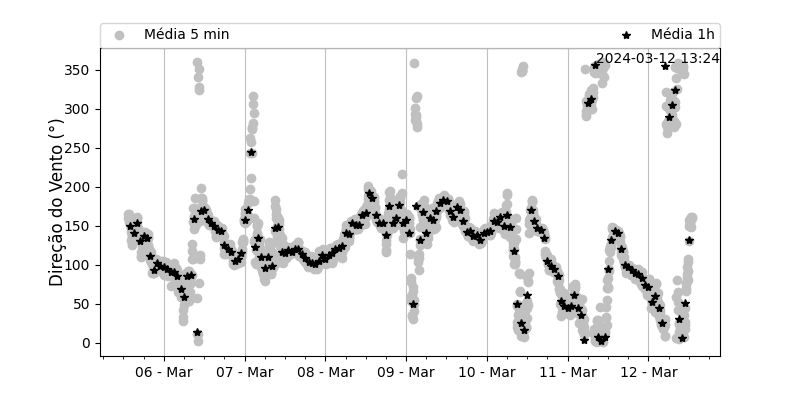 Média 5 min
Média 1h
2024-03-12 13:24
Direção do Vento (°)
350
300
250
200
150
100
50
0
06 - Mar
07 - Mar
08 - Mar
09 - Mar
10 - Mar
11 - Mar
12 - Mar